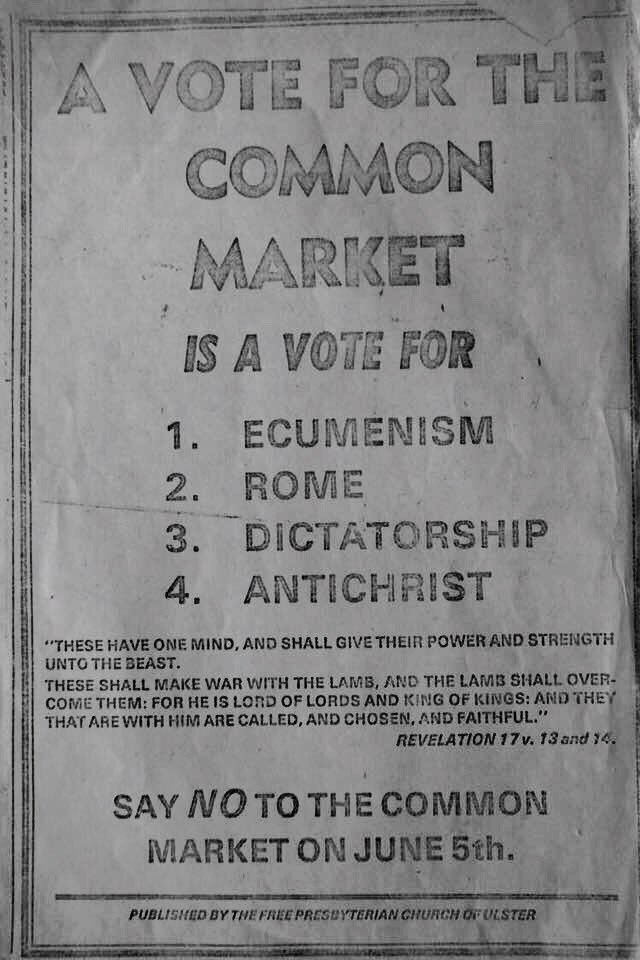 A VOTE FOR THE
COMMON
MARKET
IS A VOTE FOR
1. ECUMENISM
2. ROME
3. DICTATORSHIP
4. ANTICHRIST
"THESE HAVE ONE MIND, AND SHALL GIVE THEIR POWER AND STRENGTH
UNTO THE BEAST.
THESE SHALL MAKE WAR WITH THE LAMB, AND THE LAMB SHALL OVER-
COME THEM: FOR HE IS LORD OF LORDS AND KING OF KINGS: AND THEY
THAT ARE WITH HIM ARE CALLED, AND CHOSEN, AND FAITHFUL."
REVELATION 17 v. 13 and 14.
SAY NO TO THE COMMON
MARKET ON JUNE 5th.
PUBLISHED BY THE FREE PRESBYTERIAN CHURCH OF ULSTER